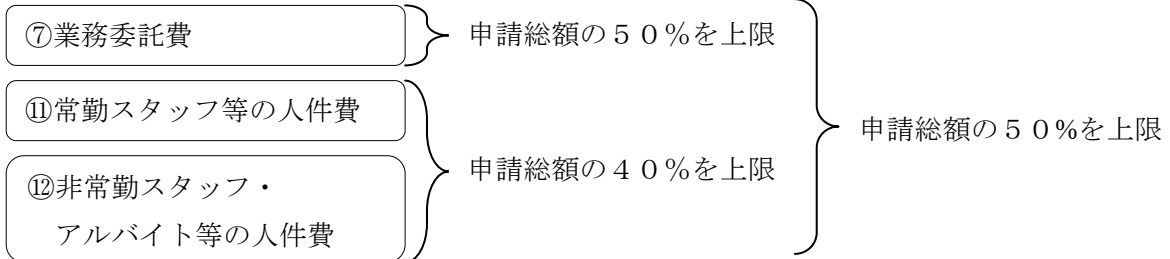 ⑦業務委託費
申請総額の５０％を上限
⑪常勤スタッフ等の人件費
申請総額の５０%を上限
⑫非常勤スタッフ・
アルバイト等の人件費
申請総額の４０％を上限